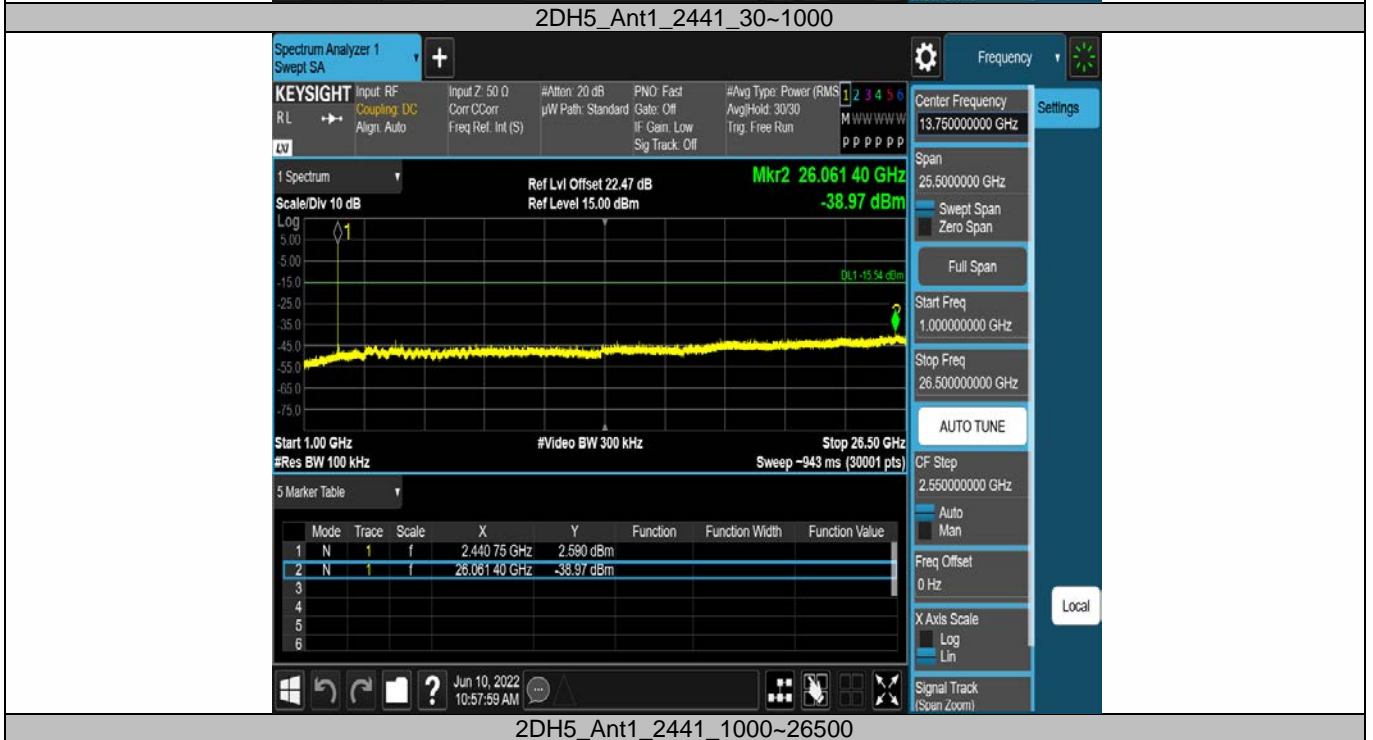 2DH5_Ant1_2441_30~1000
Spectrum Analyzer 1
Swept SA
+
Frequency
KEYSIGHT
Input: RF
Input Z: 50 Ω
#Atten: 20 dB
PNO: Fast
#Avg Type: Power (RMS
1 2 3 4 5 6
RL
Coupling: DC
Corr CCorr
µW Path: Standard
Gate: Off
Avg|Hold: 30/30
M W W W W W
Align: Auto
Freq Ref: Int (S)
IF Gain: Low
Trig: Free Run
Sig Track: Off
P P P P P P
LXI
1 Spectrum
Ref Lvl Offset 22.47 dB
Mkr2 26.061 40 GHz
Scale/Div 10 dB
Ref Level 15.00 dBm
-38.97 dBm
Log
1
5.00
-5.00
DL1 -15.54 dBm
-15.0
-25.0
2
-35.0
-45.0
-55.0
-65.0
-75.0
Start 1.00 GHz
#Video BW 300 kHz
Stop 26.50 GHz
#Res BW 100 kHz
Sweep ~943 ms (30001 pts)
5 Marker Table
Mode Trace Scale X Y Function Function Width Function Value
1 N 1 f 2.440 75 GHz 2.590 dBm
2 N 1 f 26.061 40 GHz -38.97 dBm
3
4
5
6
?
Jun 10, 2022
10:57:59 AM
Center Frequency
13.750000000 GHz
Settings
Span
25.5000000 GHz
Swept Span
Zero Span
Full Span
Start Freq
1.000000000 GHz
Stop Freq
26.500000000 GHz
AUTO TUNE
CF Step
2.550000000 GHz
Auto
Man
Freq Offset
0 Hz
Local
X Axis Scale
Log
Lin
Signal Track
(Span Zoom)
2DH5_Ant1_2441_1000~26500